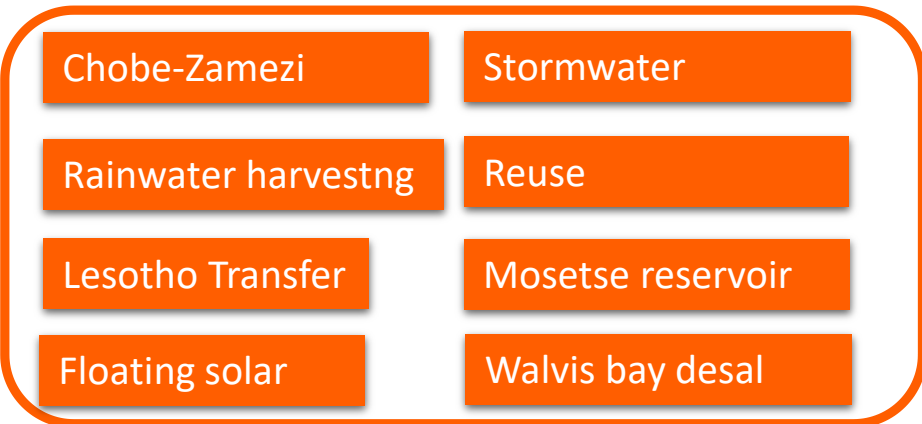 Chobe-Zamezi
Stormwater
Rainwater harvestng
Reuse
Lesotho Transfer
Mosetse reservoir
Floating solar
Walvis bay desal